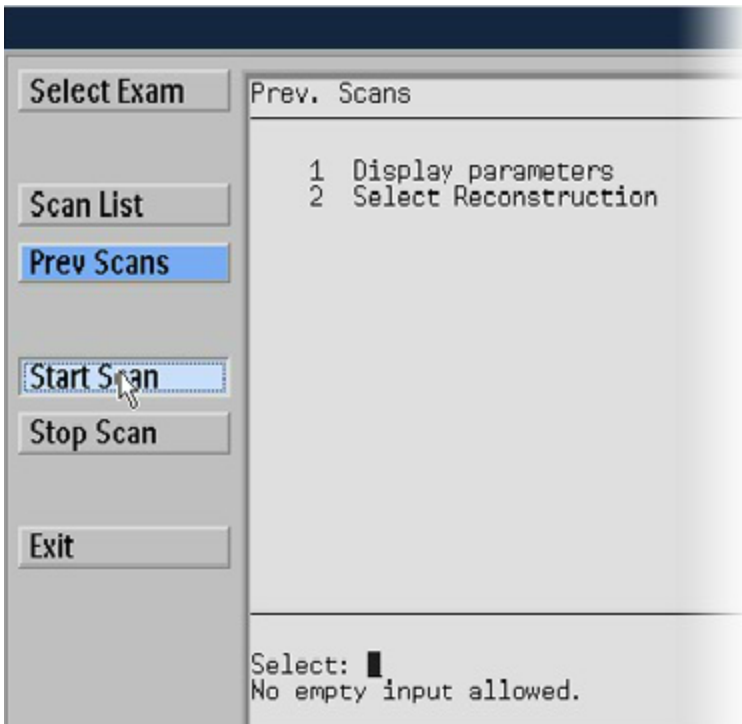 Select Exam
Scan List
Prev Scans
Start Scan
Stop Scan
Exit
Prev. Scans
1 Display parameters
2 Select Reconstruction
Select:
No empty input allowed.